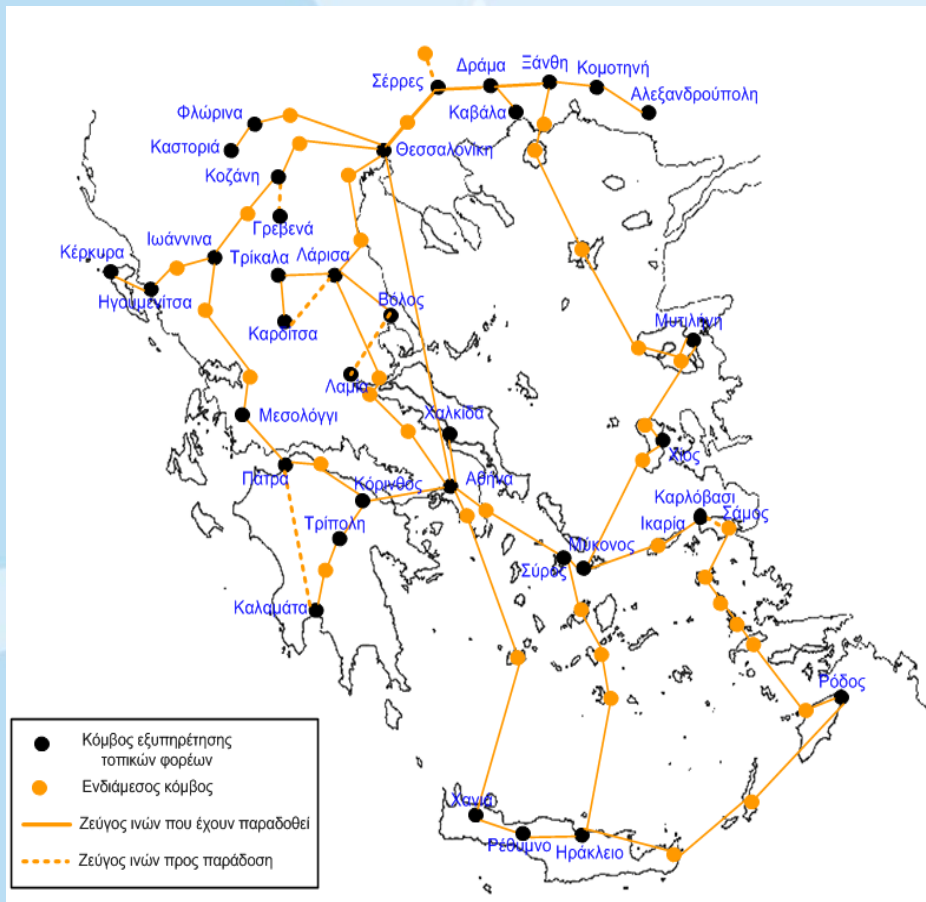 Ξάνθη
Δράμα
Κομοτηνή
Σέρρες
Αλεξανδρούπολη
Καβάλα
Φλώρινα
Καστοριά
Θεσσαλονίκη
Κοζάνη
Γρεβενά
Ιωάννινα
Κέρκυρα
Τρίκαλα
Λάρισα
Ηγουμενίτσα
Βόλος
Καρδίτσα
Μυτιλήνη
Λαμία
Χαλκίδα
Μεσολόγγι
Χίος
Πάτρα
Κόρινθος
Αθήνα
Καρλόβασι
Τρίπολη
Ικαρία
Σάμος
Μύκονος
Σύρος
Καλαμάτα
Ρόδος
Χανιά
Ρέθυμνο
Ηράκλειο
Κόμβος εξυπηρέτησης
τοπικών φορέων
Ενδιάμεσος κόμβος
Ζεύγος ινών που έχουν παραδοθεί
Ζεύγος ινών προς παράδοση